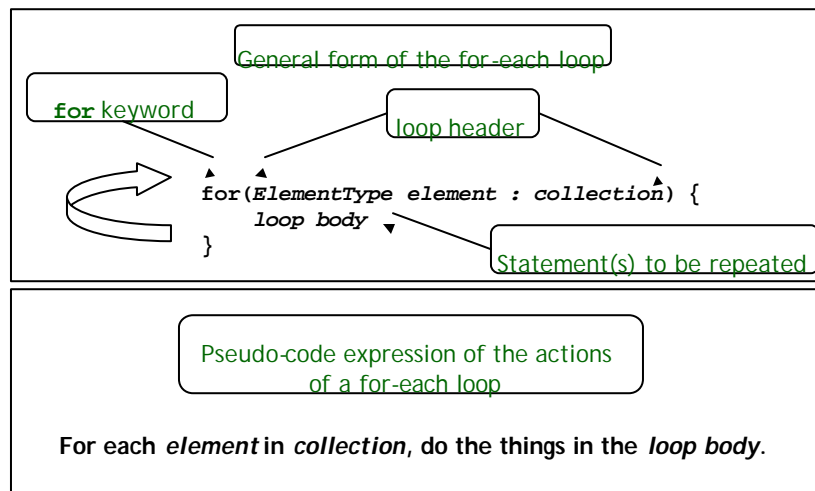 General form of the for-each loop
for keyword
loop header
for(ElementType element : collection) {
loop body
}
Statement(s) to be repeated
Pseudo-code expression of the actions
of a for-each loop
For each element in collection, do the things in the loop body.